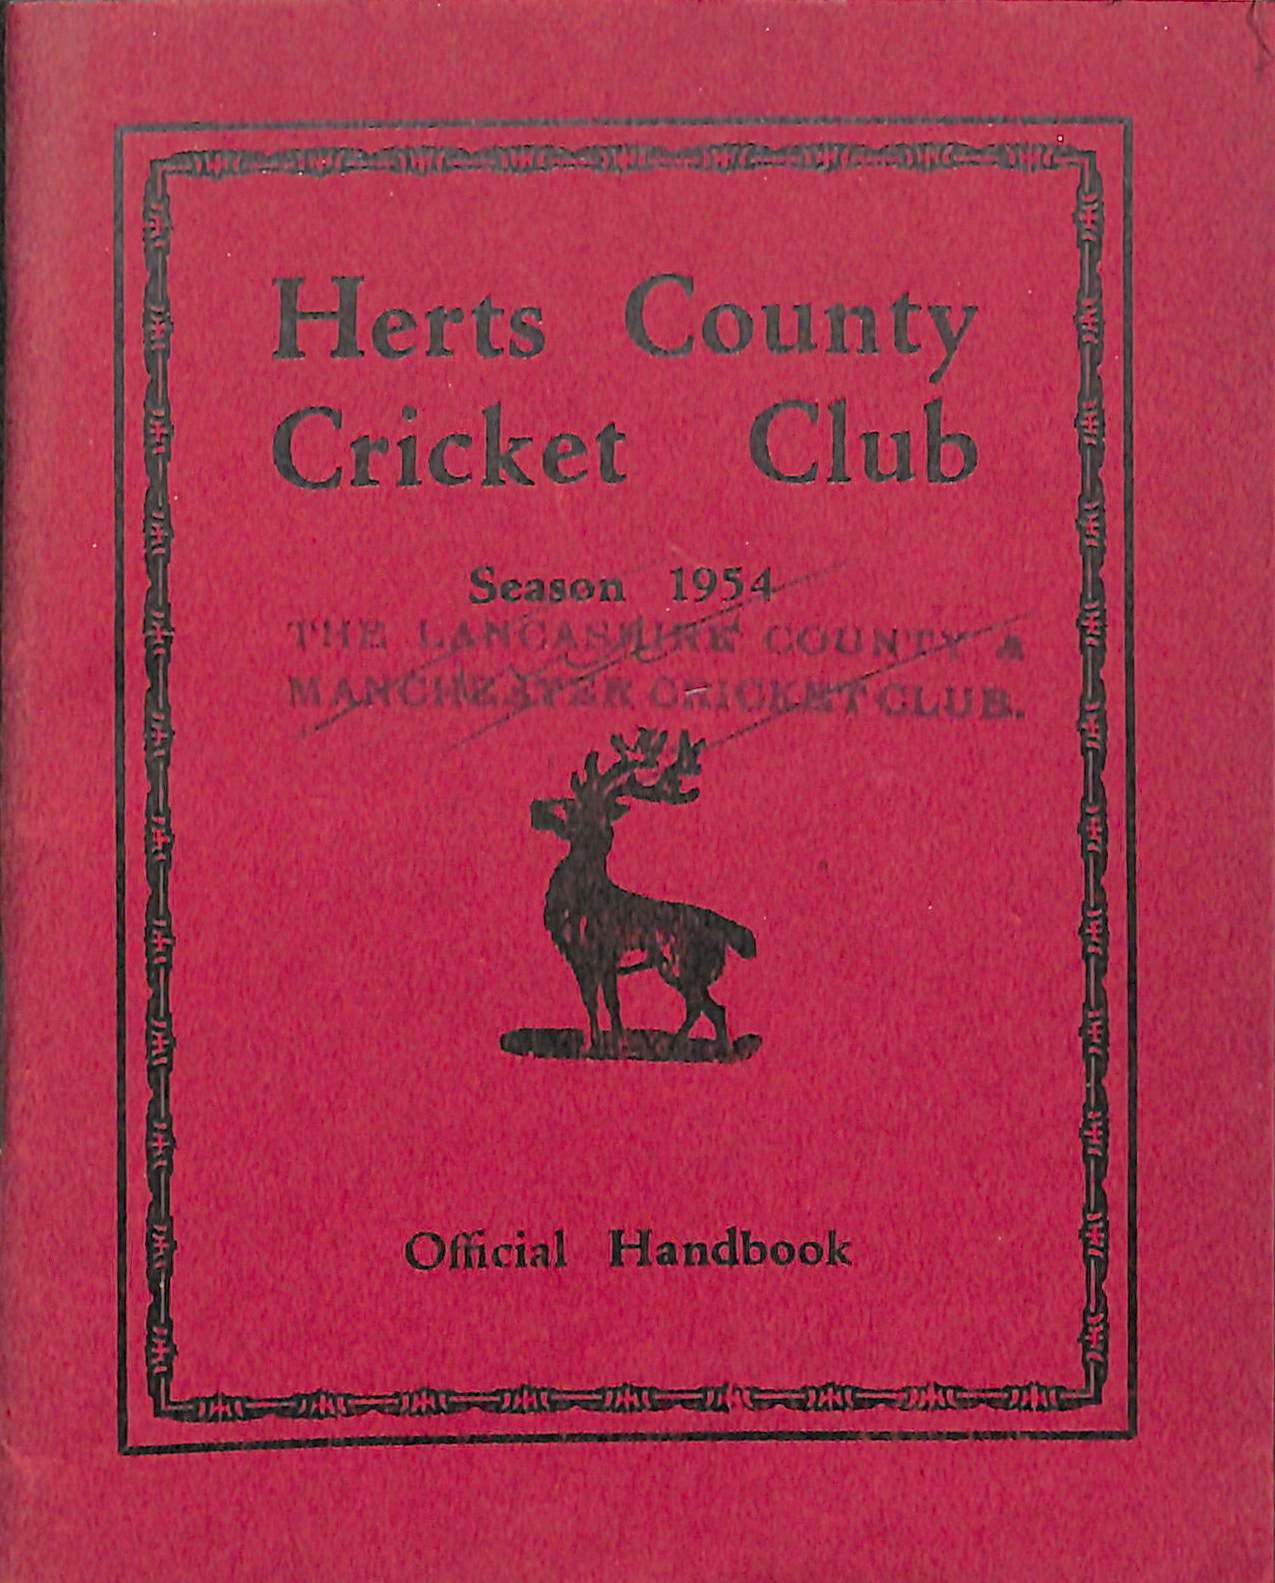 Herts County
Cricket Club
Season 1954
THE LANCASHIRE COUNTY &
MANCHESTER CRICKET CLUB.
Official Handbook